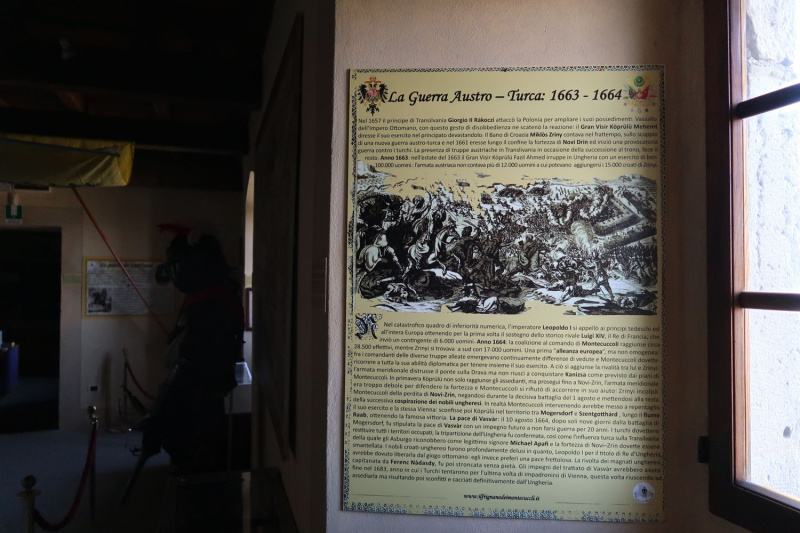 La Guerra Austro – Turca: 1663 - 1664
Nel 1657 il principe di Transilvania Giorgio II Rákoczi attaccò la Polonia per ampliare i suoi possedimenti. Vassallo
dell'Impero Ottomano, con questo gesto di disobbedienza ne scatenò la reazione: il Gran Visir Köprülü Mehemet
diresse il suo esercito nel principato devastandolo. Il Bano di Croazia Miklós Zríny contava nel frattempo, sullo scoppio
di una nuova guerra austro-turca e nel 1661 eresse lungo il confine la fortezza di Novi Drin ed iniziò una provocatoria
guerra contro i turchi. La presenza di truppe austriache in Transilvania in occasione della successione al trono, fece il
resto. Anno 1663: nell'estate del 1663 il Gran Visir Köprülü Fazil Ahmed irruppe in Ungheria con un esercito di ben
100.000 uomini: l'armata austriaca non contava più di 12.000 uomini a cui potevano aggiungersi i 15.000 croati di Zrínyi.
Nel catastrofico quadro di inferiorità numerica, l'imperatore Leopoldo I si appellò ai principi tedeschi ed
all'intera Europa ottenendo per la prima volta il sostegno dello storico rivale Luigi XIV, il Re di Francia, che
inviò un contingente di 6.000 uomini. Anno 1664: la coalizione al comando di Montecuccoli raggiunse circa
28.500 effettivi, mentre Zrínyi si trovava a sud con 17.000 uomini. Una prima "alleanza europea", ma non omogenea:
fra i comandanti delle diverse truppe alleate emergevano continuamente differenze di vedute e Montecuccoli dovette
ricorrere a tutta la sua abilità diplomatica per tenere insieme il suo esercito. A ciò si aggiunse la rivalità tra lui e Zrínyi:
l'armata meridionale distrusse il ponte sulla Drava ma non riuscì a conquistare Kanizsa come previsto dai piani di
Montecuccoli. In primavera Köprülü non solo raggiunse gli assedianti, ma proseguì fino a Novi-Zrin, l'armata meridionale
era troppo debole per difendere la fortezza e Montecuccoli si rifiutò di accorrere in suo aiuto: Zrínyi incolpò
Montecuccoli della perdita di Novi-Zrin, negandosi durante la decisiva battaglia del 1 agosto e mettendosi alla testa
della successiva cospirazione dei nobili ungheresi. In realtà Montecuccoli intervenendo avrebbe messo a repentaglio
il suo esercito e la stessa Vienna: sconfisse poi Köprülü nel territorio tra Mogersdorf e Szentgotthárd, lungo il fiume
Raab, ottenendo la famosa vittoria. La pace di Vasvár: il 10 agosto 1664, dopo soli nove giorni dalla battaglia di
Mogersdorf, fu stipulata la pace di Vasvár con un impegno futuro a non farsi guerra per 20 anni. I turchi dovettero
restituire tutti i territori occupati, la tripartizione dell'Ungheria fu confermata, così come l'influenza turca sulla Transilvania
della quale gli Asburgo riconobbero come legittimo signore Michael Apafi e la fortezza di Novi–Zrin dovette essere
smantellata. I nobili croati ungheresi furono profondamente delusi in quanto, Leopoldo I per il titolo di Re d'Ungheria,
avrebbe dovuto liberarla dal giogo ottomano: egli invece preferì una pace frettolosa. La rivolta dei magnati ungheresi,
capitanata da Ferenc Nádasdy, fu poi stroncata senza pietà. Gli impegni del trattato di Vasvár avrebbero avuto
fine nel 1683, anno in cui i Turchi tentarono per l'ultima volta di impadronirsi di Vienna, questa volta riuscendo ad
assediarla ma risultando poi sconfitti e cacciati definitivamente dall'Ungheria.
www.ilfrignanodeimontecuccoli.it